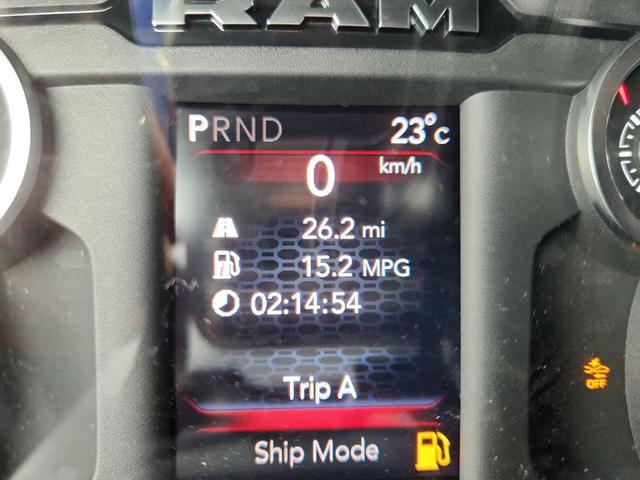 RAM
PRND 23°C
0 km/h
26.2 mi
15.2 MPG
02:14:54
Trip A
OFF
Ship Mode